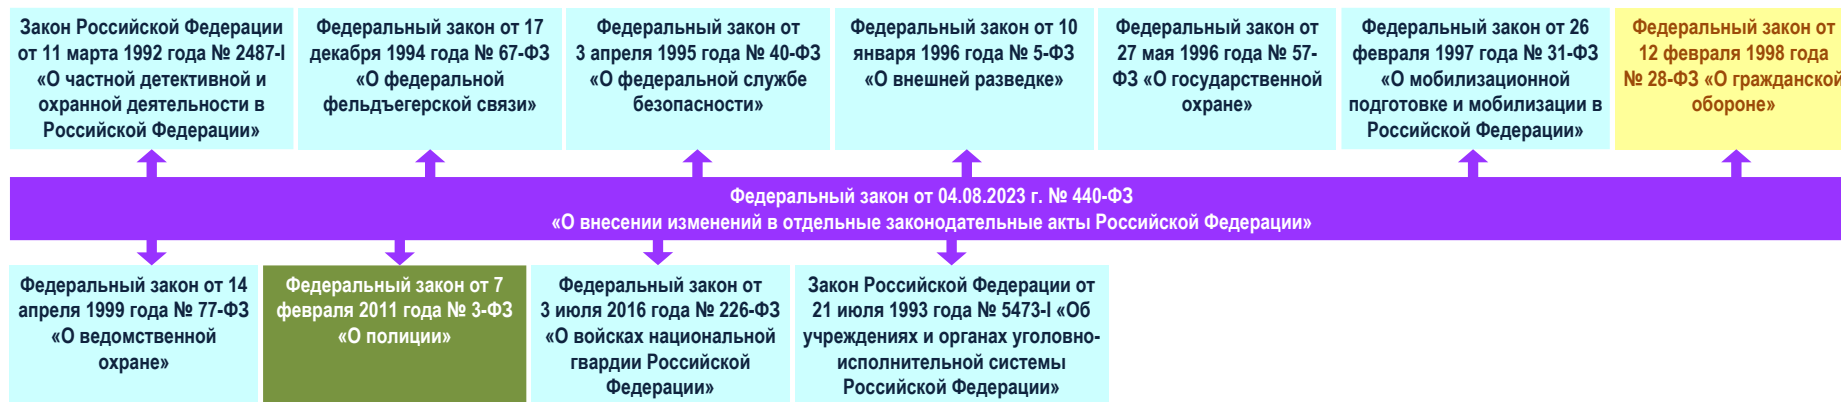 Закон Российской Федерации
от 11 марта 1992 года № 2487-I
«О частной детективной и
охранной деятельности в
Российской Федерации»
Федеральный закон от 17
декабря 1994 года № 67-ФЗ
«О федеральной
фельдъегерской связи»
Федеральный закон от
3 апреля 1995 года № 40-ФЗ
«О федеральной службе
безопасности»
Федеральный закон от 10
января 1996 года № 5-ФЗ
«О внешней разведке»
Федеральный закон от
27 мая 1996 года № 57-
ФЗ «О государственной
охране»
Федеральный закон от 26
февраля 1997 года № 31-ФЗ
«О мобилизационной
подготовке и мобилизации в
Российской Федерации»
Федеральный закон от
12 февраля 1998 года
№ 28-ФЗ «О гражданской
обороне»
Федеральный закон от 04.08.2023 г. № 440-ФЗ
«О внесении изменений в отдельные законодательные акты Российской Федерации»
Федеральный закон от 14
апреля 1999 года № 77-ФЗ
«О ведомственной
охране»
Федеральный закон от 7
февраля 2011 года № 3-ФЗ
«О полиции»
Федеральный закон от
3 июля 2016 года № 226-ФЗ
«О войсках национальной
гвардии Российской
Федерации»
Закон Российской Федерации от
21 июля 1993 года № 5473-I «Об
учреждениях и органах уголовно-
исполнительной системы
Российской Федерации»